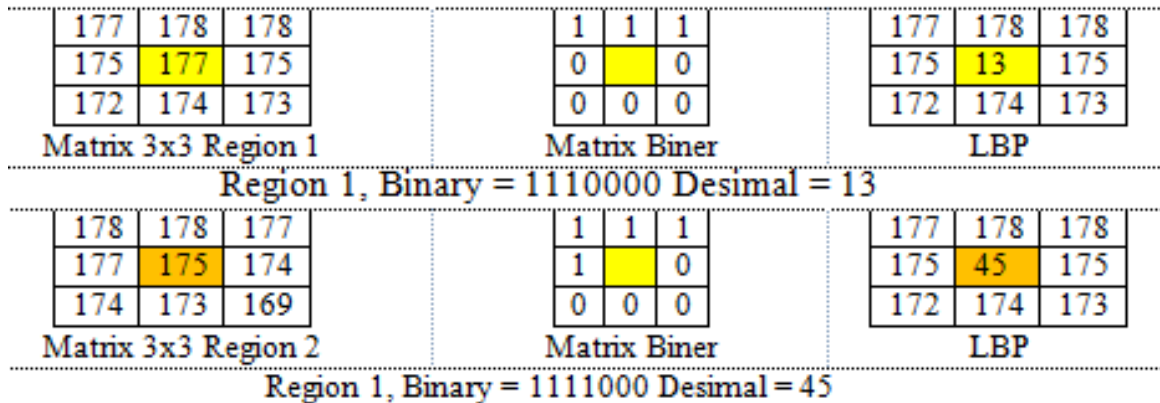 177 178 178 1 1 1 177 178 178
175 177 175 0 0 175 13 175
172 174 173 0 0 0 172 174 173
Matrix 3x3 Region 1 Matrix Biner LBP
Region 1, Binary = 1110000 Desimal = 13
178 178 177 1 1 1 177 178 178
177 175 174 1 0 175 45 175
174 173 169 0 0 0 172 174 173
Matrix 3x3 Region 2 Matrix Biner LBP
Region 1, Binary = 1111000 Desimal = 45